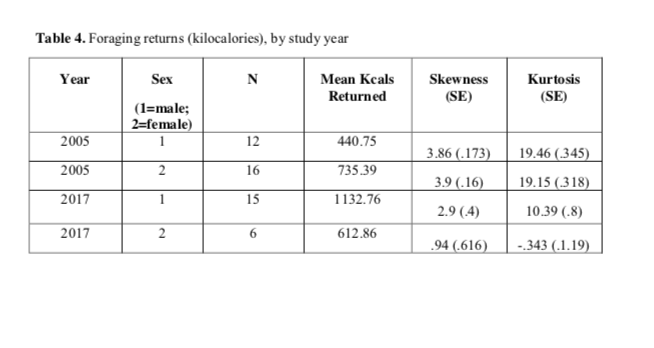 Table 4. Foraging returns (kilocalories), by study year
Year Sex N Mean Kcals Skewness Kurtosis
Returned (SE) (SE)
(1=male;
2=female)
2005 1 12 440.75 3.86 (.173) 19.46 (.345)
2005 2 16 735.39 3.9 (.16) 19.15 (.318)
2017 1 15 1132.76 2.9 (.4) 10.39 (.8)
2017 2 6 612.86 .94 (.616) -.343 (.1.19)